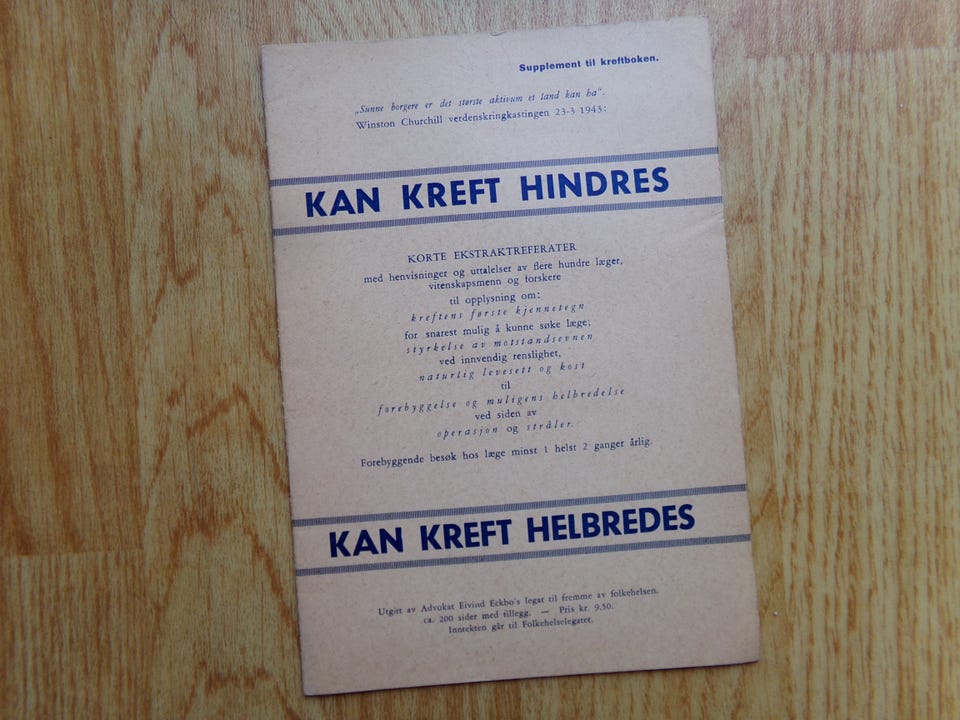 Supplement til kreftboken.
„Sunne borgere er det største aktivum et land kan ha".
Winston Churchill verdenskringkastingen 23-3 1943:
KAN KREFT HINDRES
KORTE EKSTRAKTREFERATER
med henvisninger og uttalelser av flere hundre læger,
vitenskapsmenn og forskere
til opplysning om:
kreftens første kjennetegn
for snarest mulig å kunne søke læge;
styrkelse av motstandsevnen
ved innvendig renslighet,
naturlig levesett og kost
til
forebyggelse og muligens helbredelse
ved siden av
operasjon og stråler.
Forebyggende besøk hos læge minst 1 helst 2 ganger årlig.
KAN KREFT HELBREDES
Utgitt av Advokat Eivind Eckbo's legat til fremme av folkehelsen.
ca. 200 sider med tillegg. — Pris kr. 9.50.
Inntekten går til Folkehelselegatet.